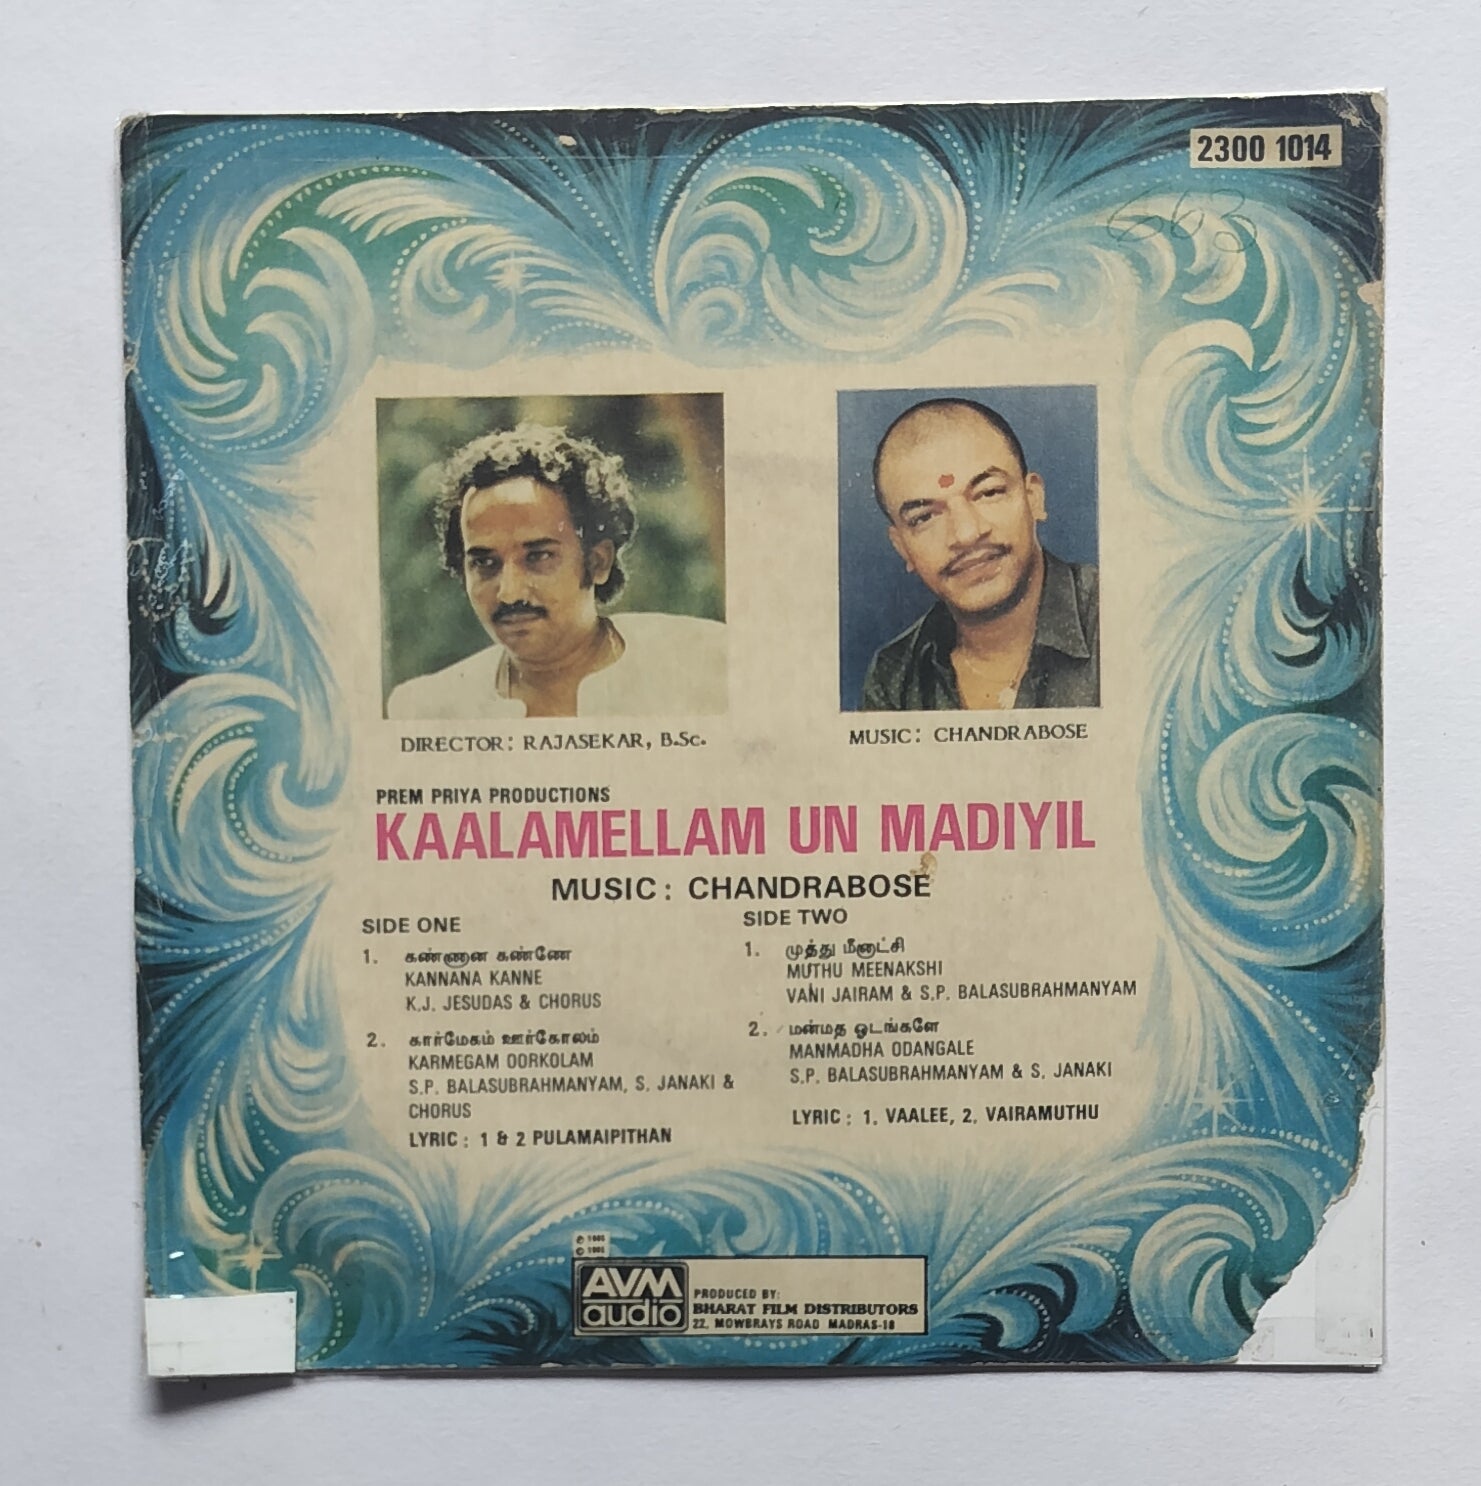 2300 1014
663
DIRECTOR: RAJASEKAR, B.Sc.
MUSIC: CHANDRABOSE
PREM PRIYA PRODUCTIONS
KAALAMELLAM UN MADIYIL
MUSIC: CHANDRABOSE
SIDE ONE
1. கண்ணான கண்ணே
KANNANA KANNE
K.J. JESUDAS & CHORUS
2. கார்மேகம் ஊர்கோலம்
KARMEGAM OORKOLAM
S.P. BALASUBRAHMANYAM, S. JANAKI &
CHORUS
LYRIC: 1 & 2 PULAMAIPITHAN
SIDE TWO
1. முத்து மீனாட்சி
MUTHU MEENAKSHI
VANI JAIRAM & S.P. BALASUBRAHMANYAM
2. மன்மத ஓடங்களே
MANMADHA ODANGALE
S.P. BALASUBRAHMANYAM & S. JANAKI
LYRIC: 1. VAALEE, 2. VAIRAMUTHU
AVM
audio
PRODUCED BY:
BHARAT FILM DISTRIBUTORS
22, MOWBRAYS ROAD MADRAS-18